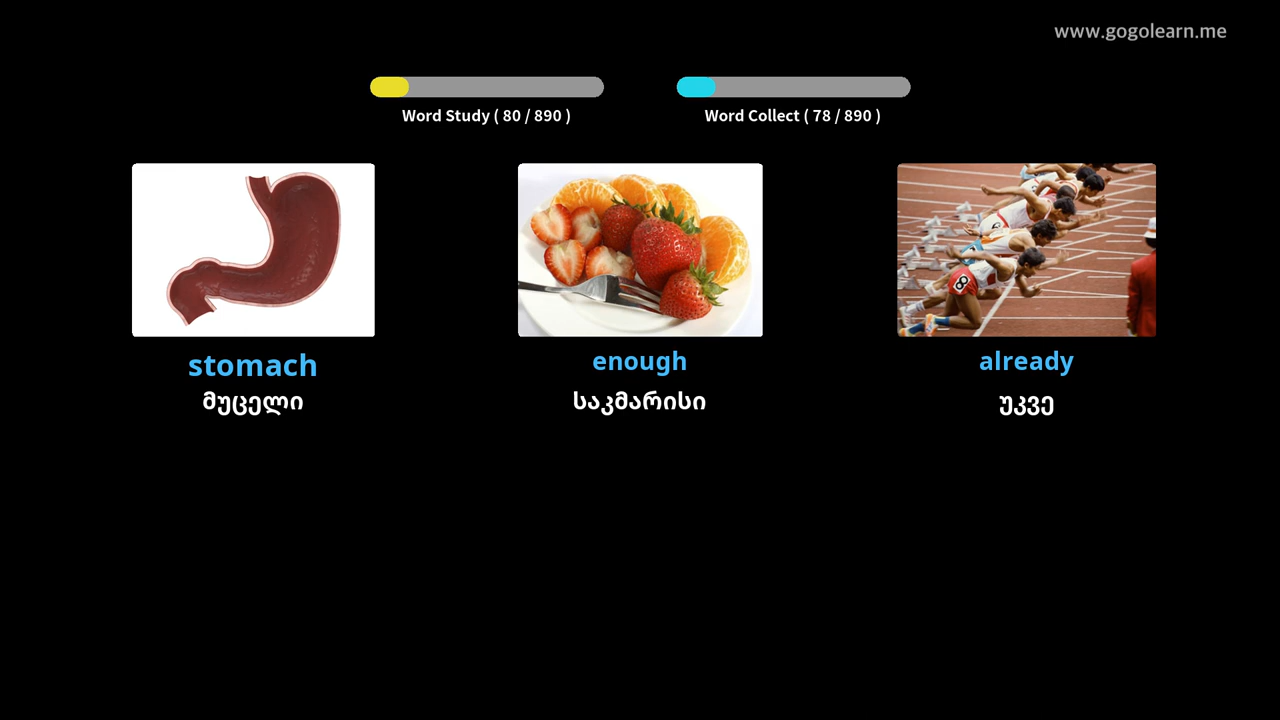 www.gogolearn.me
Word Study ( 80 / 890 )
Word Collect ( 78 / 890 )
stomach
მუცელი
enough
საკმარისი
already
უკვე